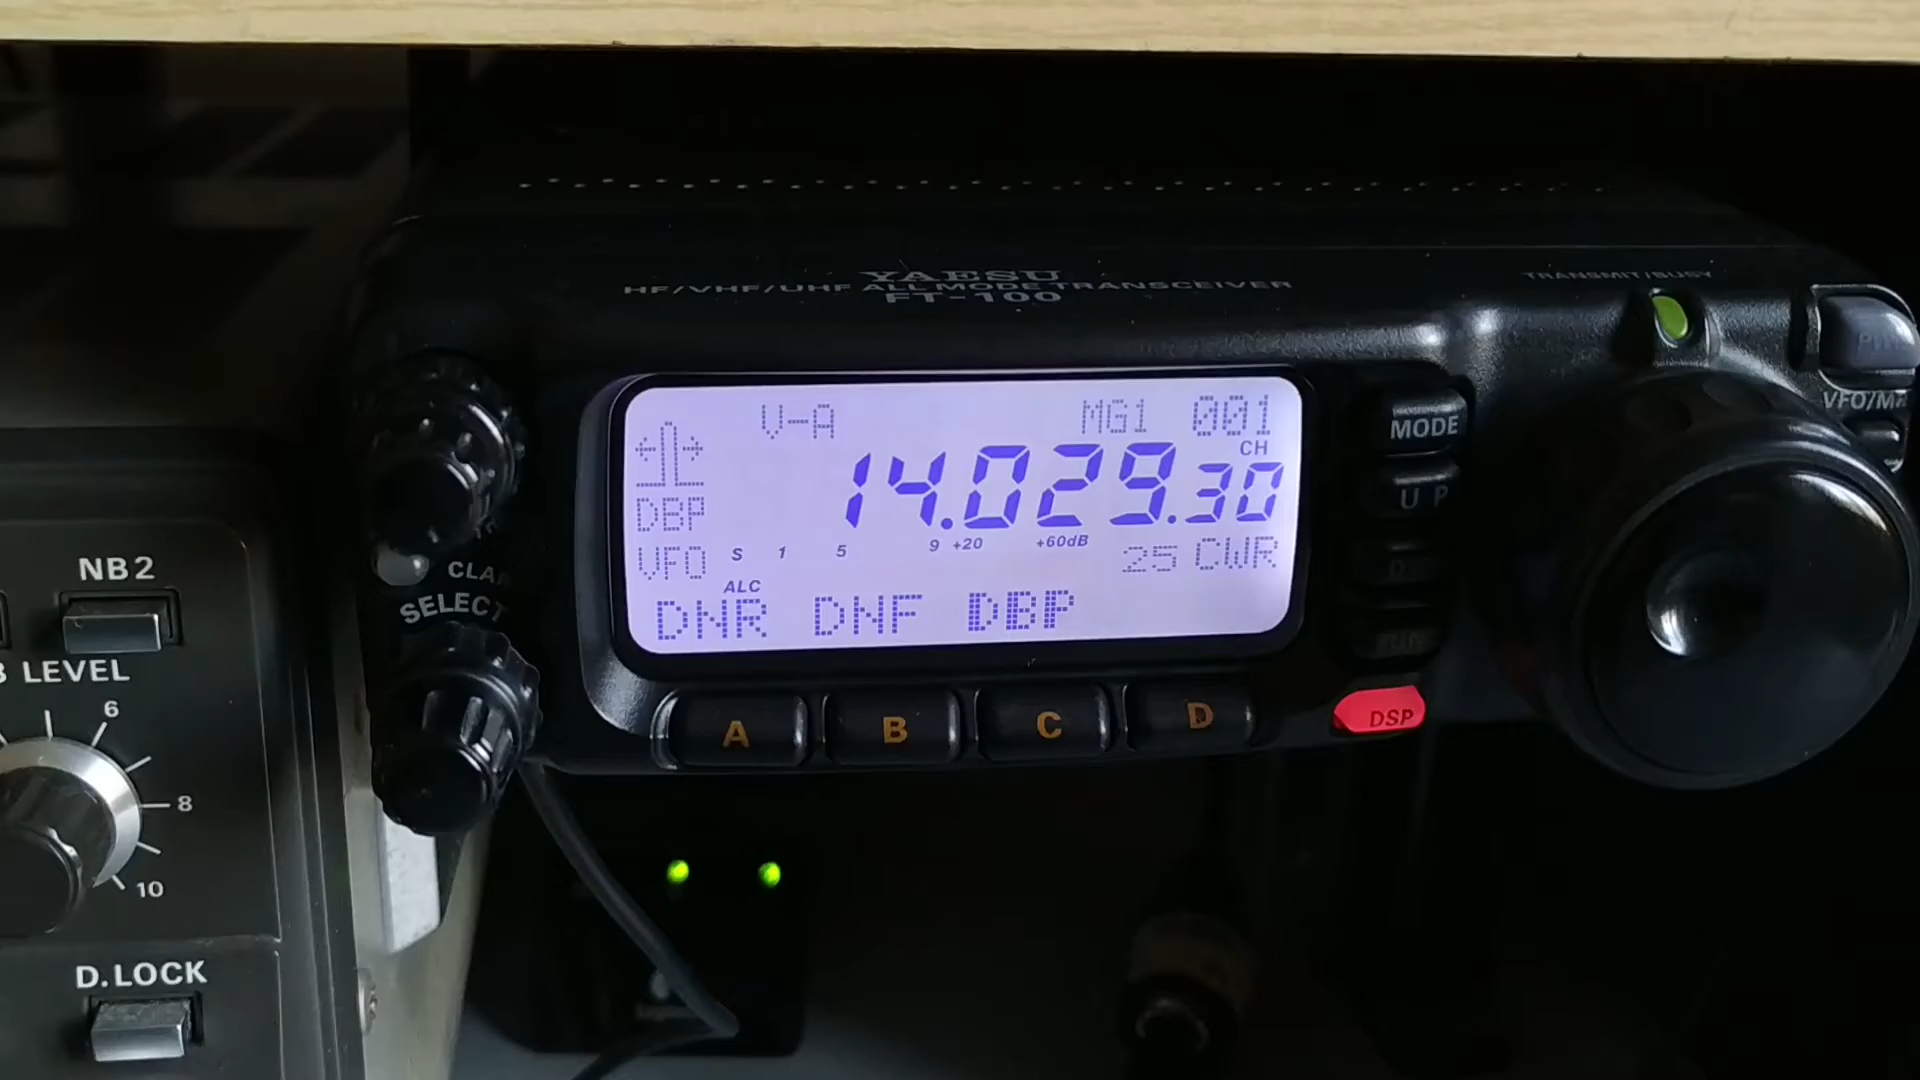 YAESU
HF/VHF/UHF ALL MODE TRANSCEIVER
FT-100
TRANSMIT/BUSY
V-A MG1 001
CH
14.029.30
DBP
VFO S 1 5 9 +20 +60dB 25 CWR
ALC
DNR DNF DBP
MODE
UP
D
DSP
VFO/M
CLAR
SELECT
A B C D
NB2
LEVEL
6
8
10
D.LOCK